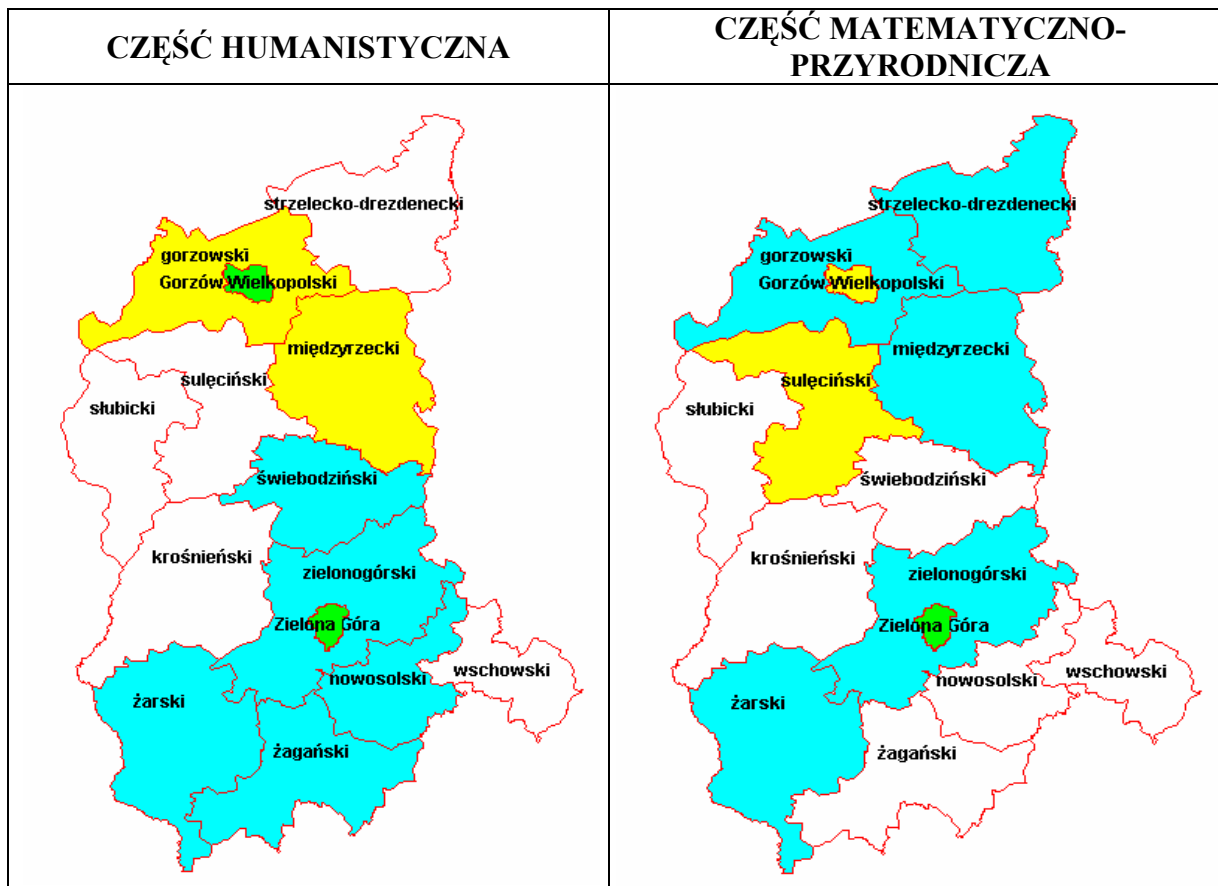 CZĘŚĆ HUMANISTYCZNA
CZĘŚĆ MATEMATYCZNO-
PRZYRODNICZA
strzelecko-drezdenecki
gorzowski
Gorzów Wielkopolski
międzyrzecki
sulęciński
słubicki
świebodziński
krośnieński
zielonogórski
Zielona Góra
wschowski
nowosolski
żarski
żagański
strzelecko-drezdenecki
gorzowski
Gorzów Wielkopolski
międzyrzecki
sulęciński
słubicki
świebodziński
krośnieński
zielonogórski
Zielona Góra
wschowski
nowosolski
żarski
żagański